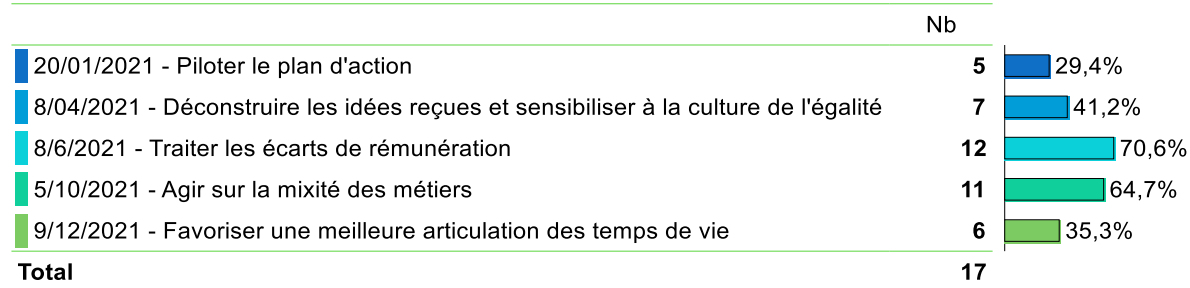 Nb
20/01/2021 - Piloter le plan d'action 5 29,4%
8/04/2021 - Déconstruire les idées reçues et sensibiliser à la culture de l'égalité 7 41,2%
8/6/2021 - Traiter les écarts de rémunération 12 70,6%
5/10/2021 - Agir sur la mixité des métiers 11 64,7%
9/12/2021 - Favoriser une meilleure articulation des temps de vie 6 35,3%
Total 17